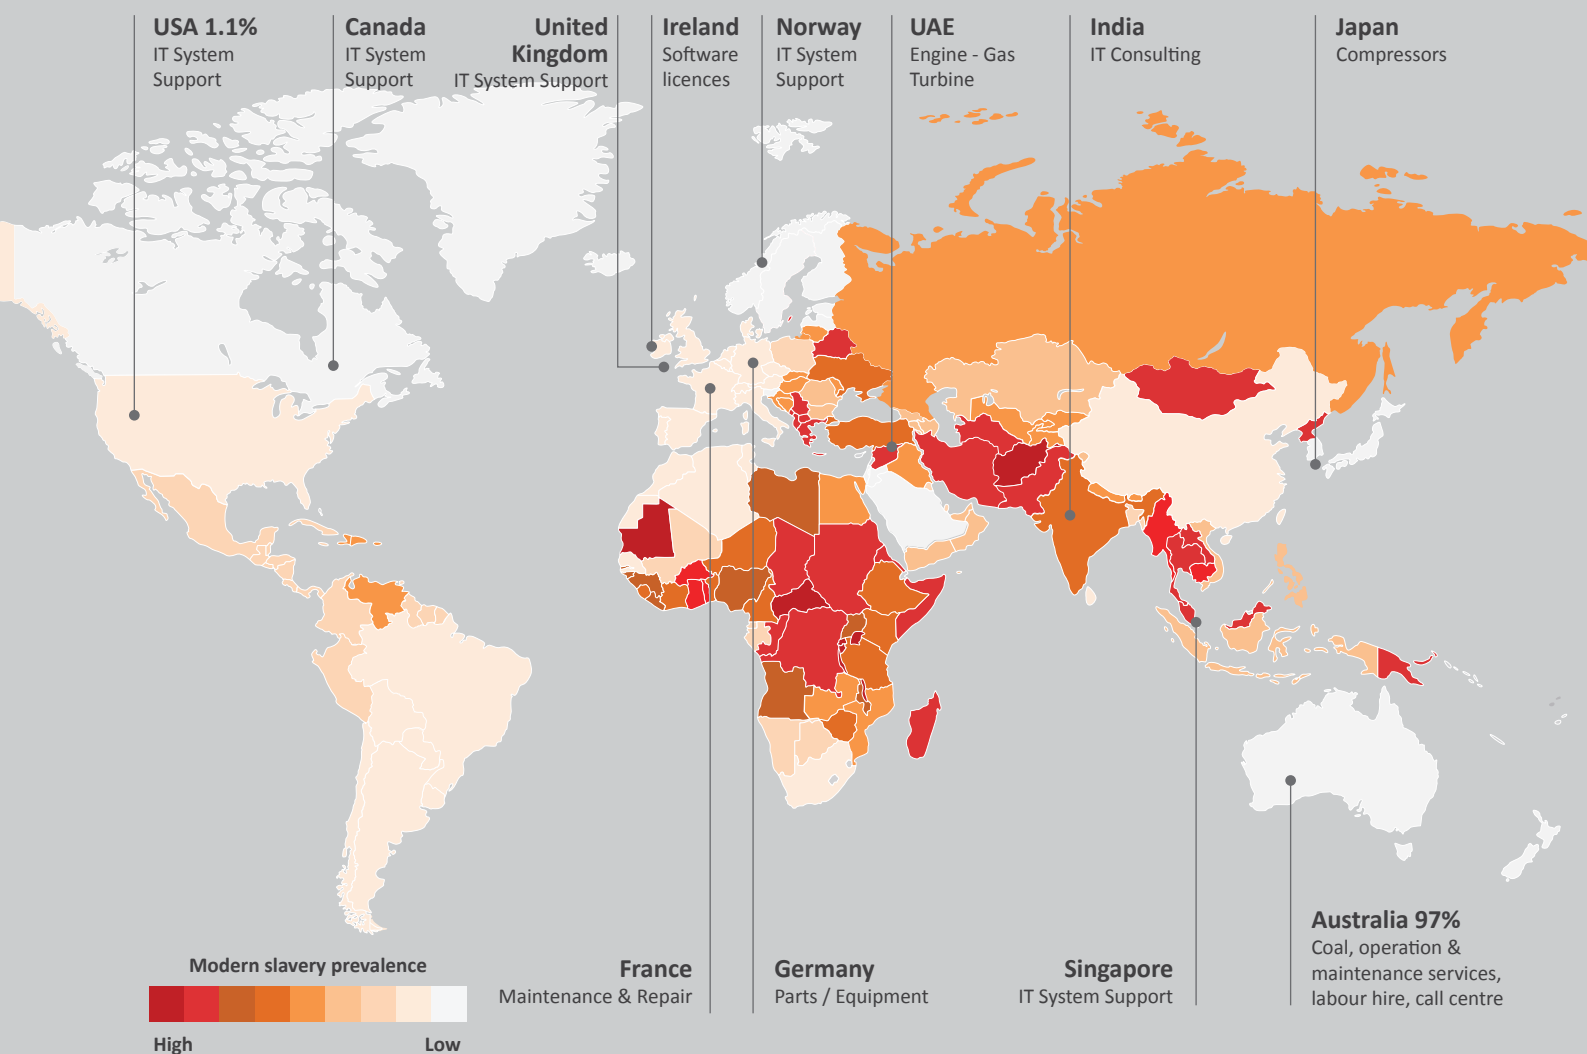 USA 1.1%
IT System
Support
Canada
IT System
Support
United
Kingdom
IT System Support
Ireland
Software
licences
Norway
IT System
Support
UAE
Engine - Gas
Turbine
India
IT Consulting
Japan
Compressors
Modern slavery prevalence
High
Low
France
Maintenance & Repair
Germany
Parts / Equipment
Singapore
IT System Support
Australia 97%
Coal, operation &
maintenance services,
labour hire, call centre